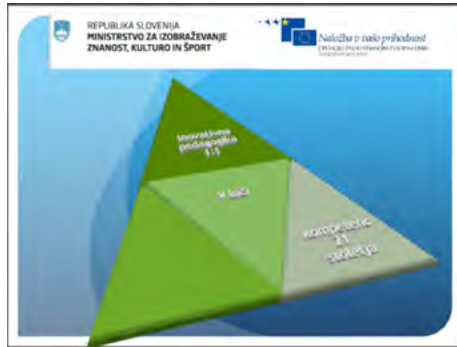 REPUBLIKA SLOVENIJA
MINISTRSTVO ZA IZOBRAŽEVANJE
ZNANOST, KULTURO IN ŠPORT
Naložba v vašo prihodnost
Inovativna
pedagogika
1:1
v luči
kompetenc
21.
stoletja